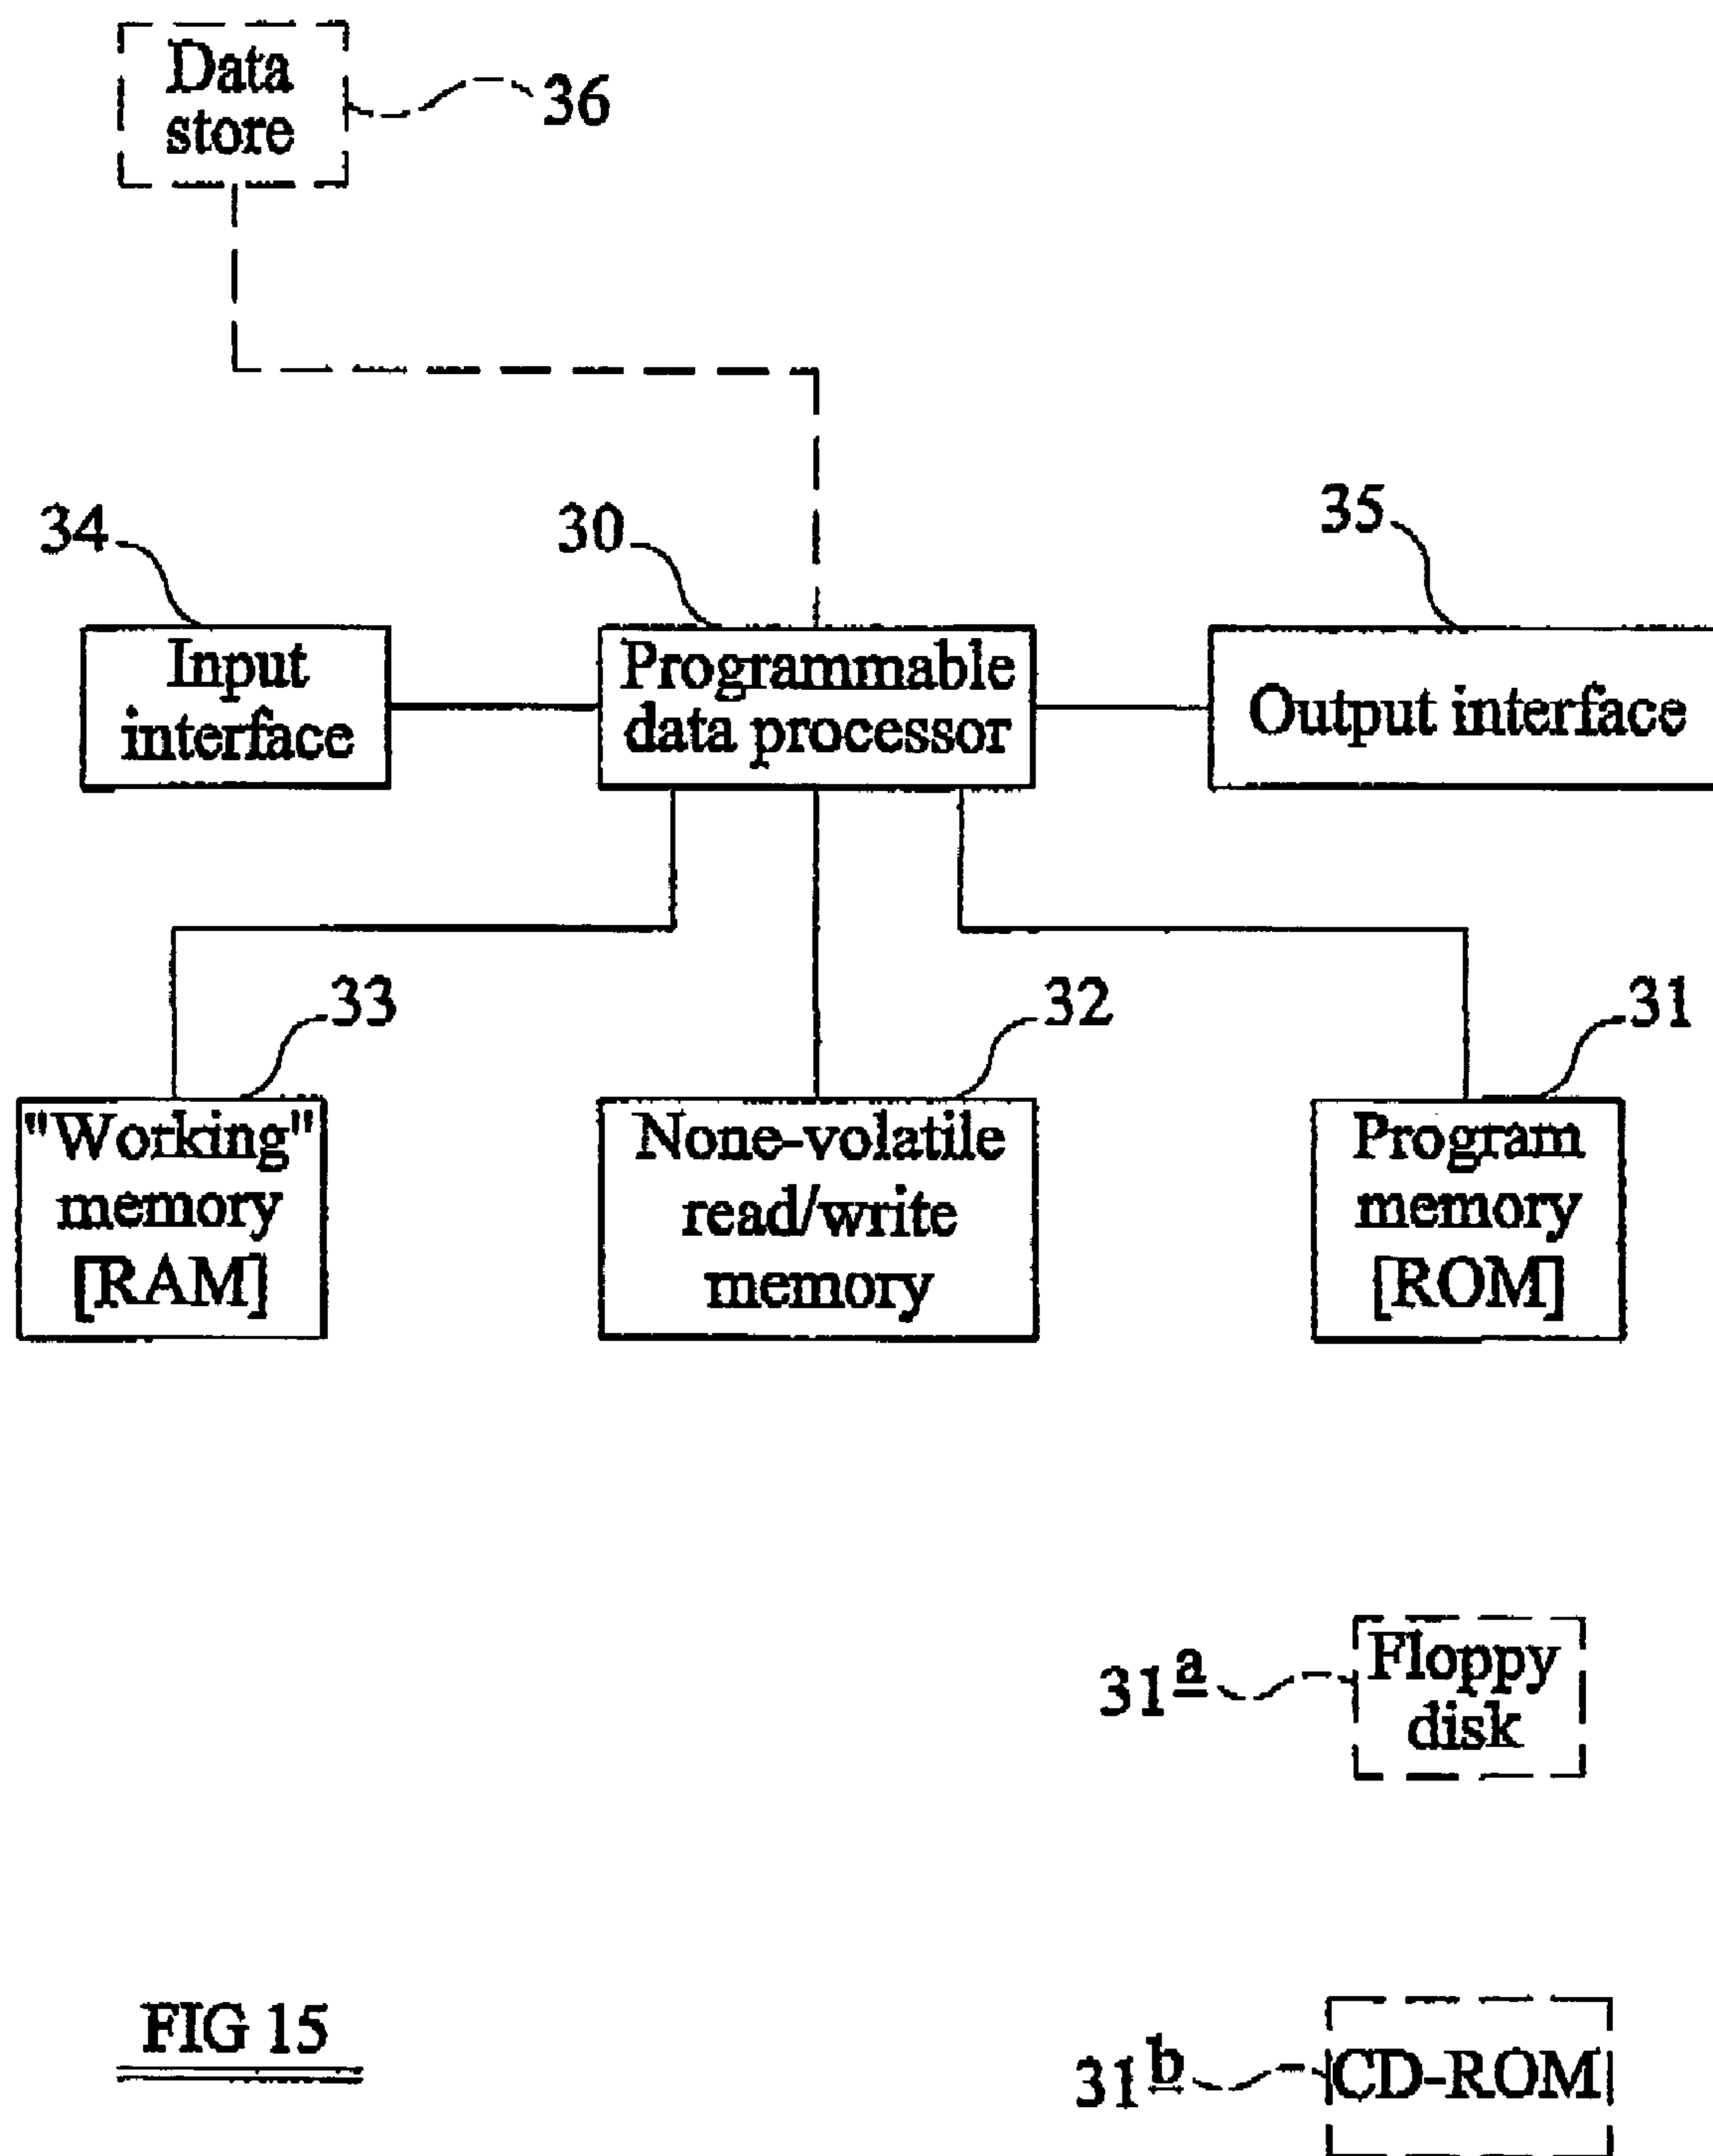 Data
store
36
34
30
35
Input
interface
Programmable
data processor
Output interface
33
32
31
"Working"
memory
[RAM]
None-volatile
read/write
memory
Program
memory
[ROM]
31a
Floppy
disk
FIG 15
31b
CD-ROM